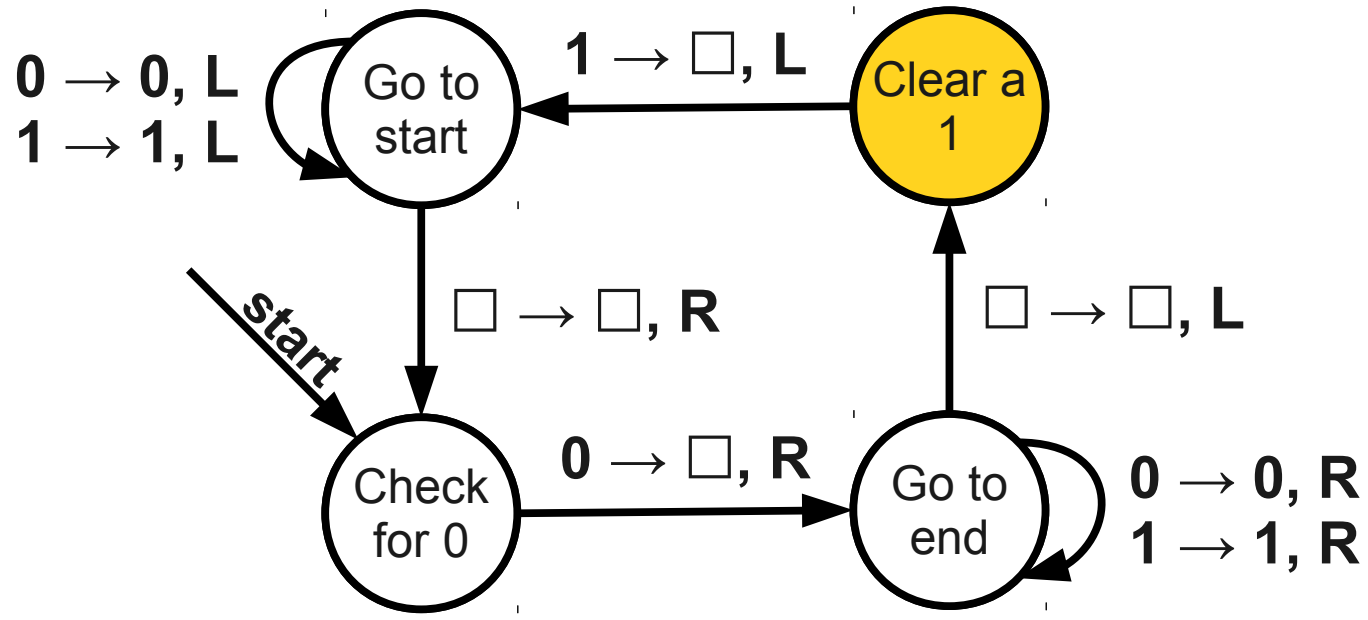 0 → 0, L
1 → 1, L
Go to
start
1 → □, L
Clear a
1
□ → □, R
□ → □, L
start
Check
for 0
0 → □, R
Go to
end
0 → 0, R
1 → 1, R